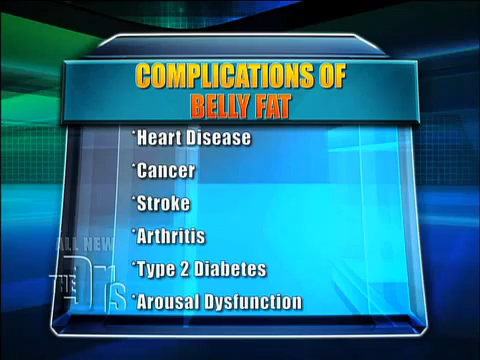 COMPLICATIONS OF
BELLY FAT
*Heart Disease
*Cancer
*Stroke
*Arthritis
*Type 2 Diabetes
*Arousal Dysfunction
ALL NEW
THE Dr's